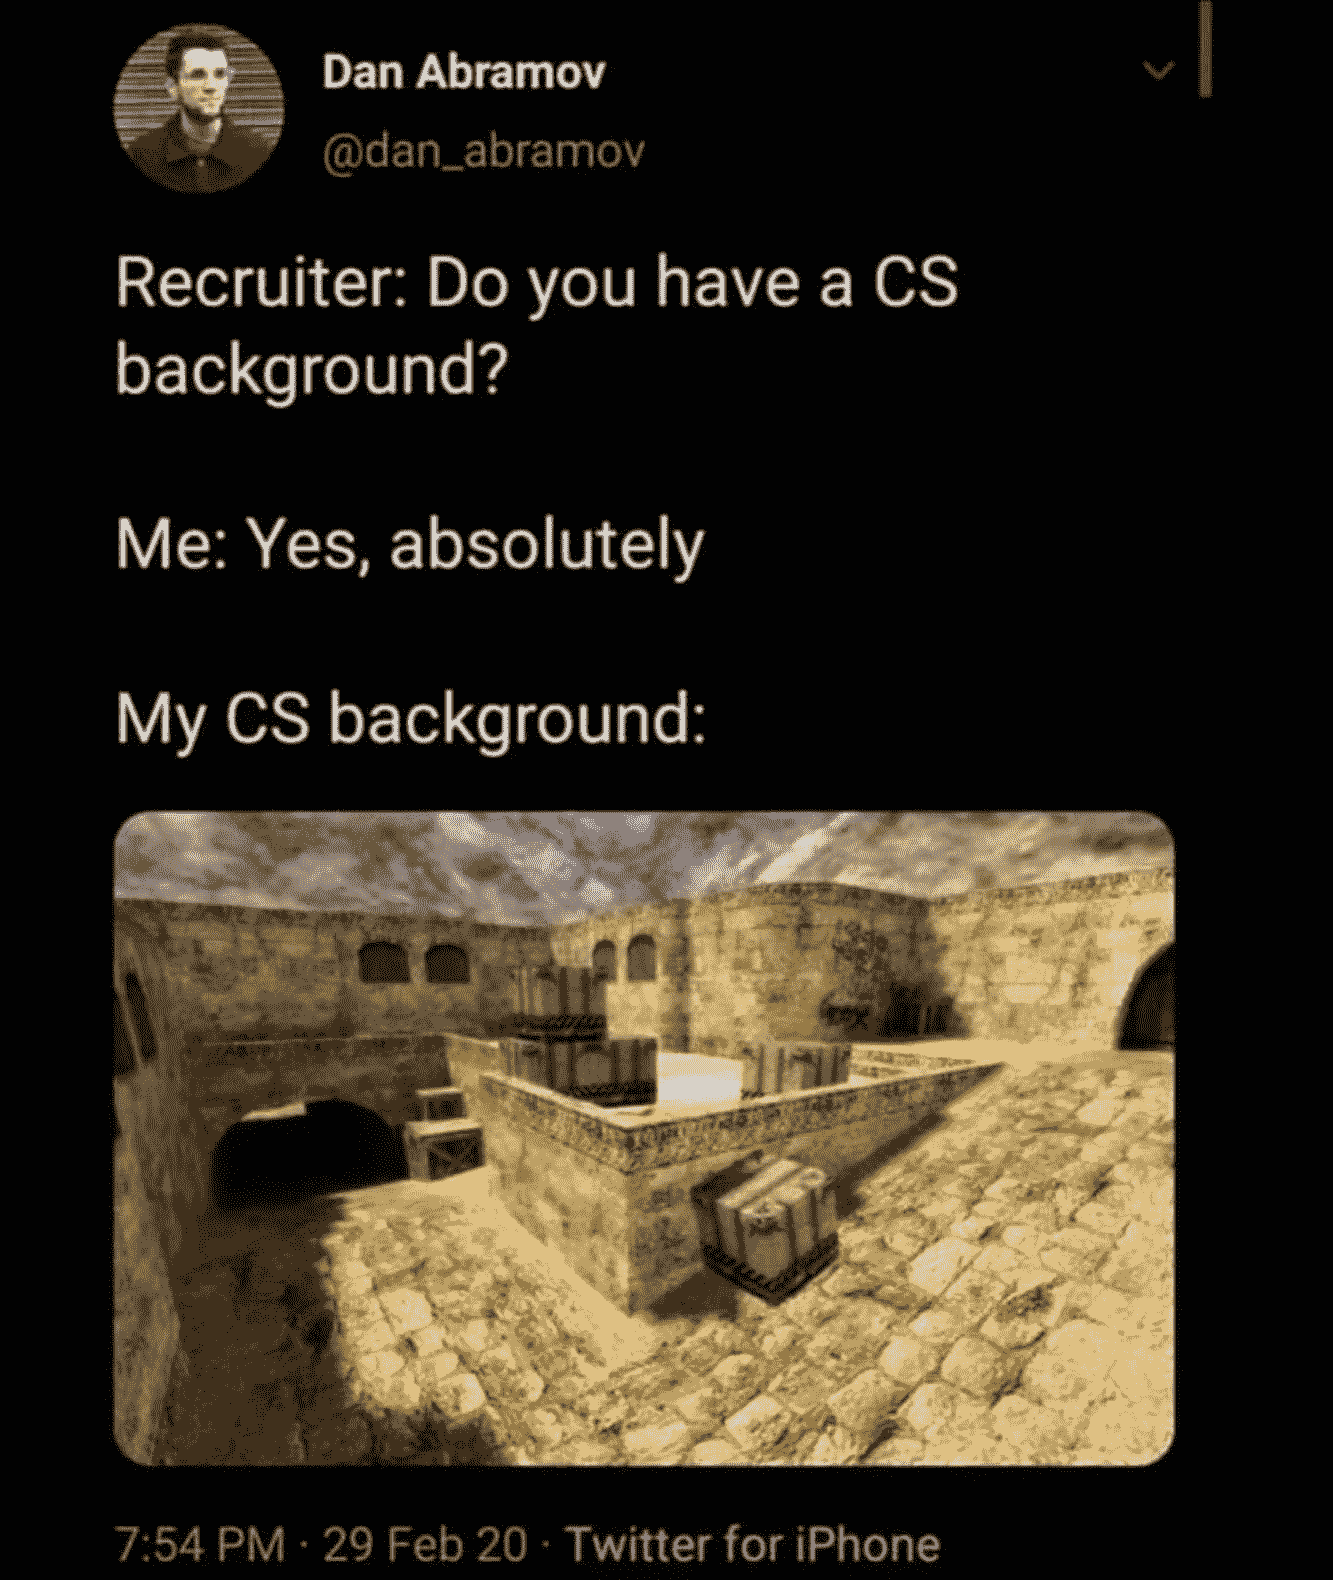 Dan Abramov
@dan_abramov
Recruiter: Do you have a CS
background?
Me: Yes, absolutely
My CS background:
7:54 PM · 29 Feb 20 · Twitter for iPhone